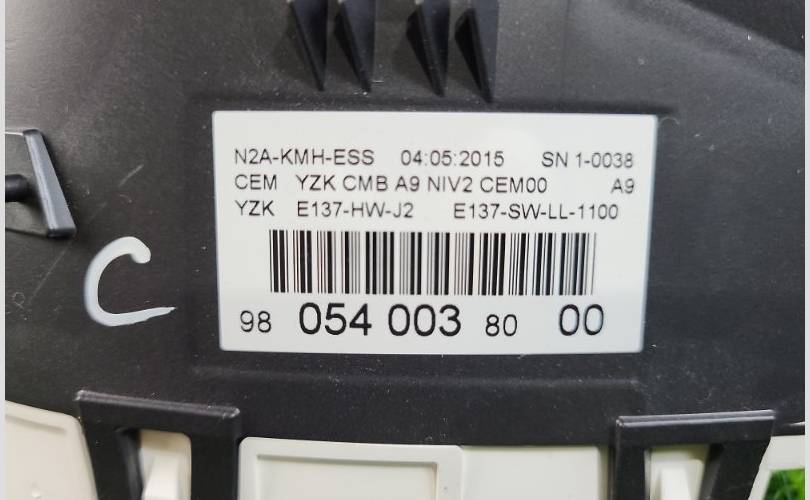 N2A-KMH-ESS 04:05:2015 SN 1-0038
CEM YZK CMB A9 NIV2 CEM00 A9
YZK E137-HW-J2 E137-SW-LL-1100
98 054 003 80 00
C